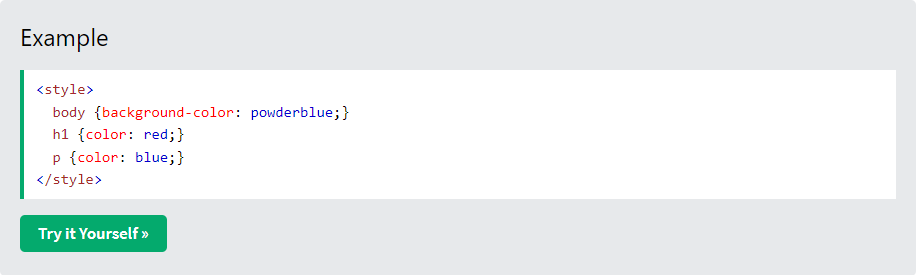 Example
<style>
  body {background-color: powderblue;}
  h1 {color: red;}
  p {color: blue;}
</style>
Try it Yourself »